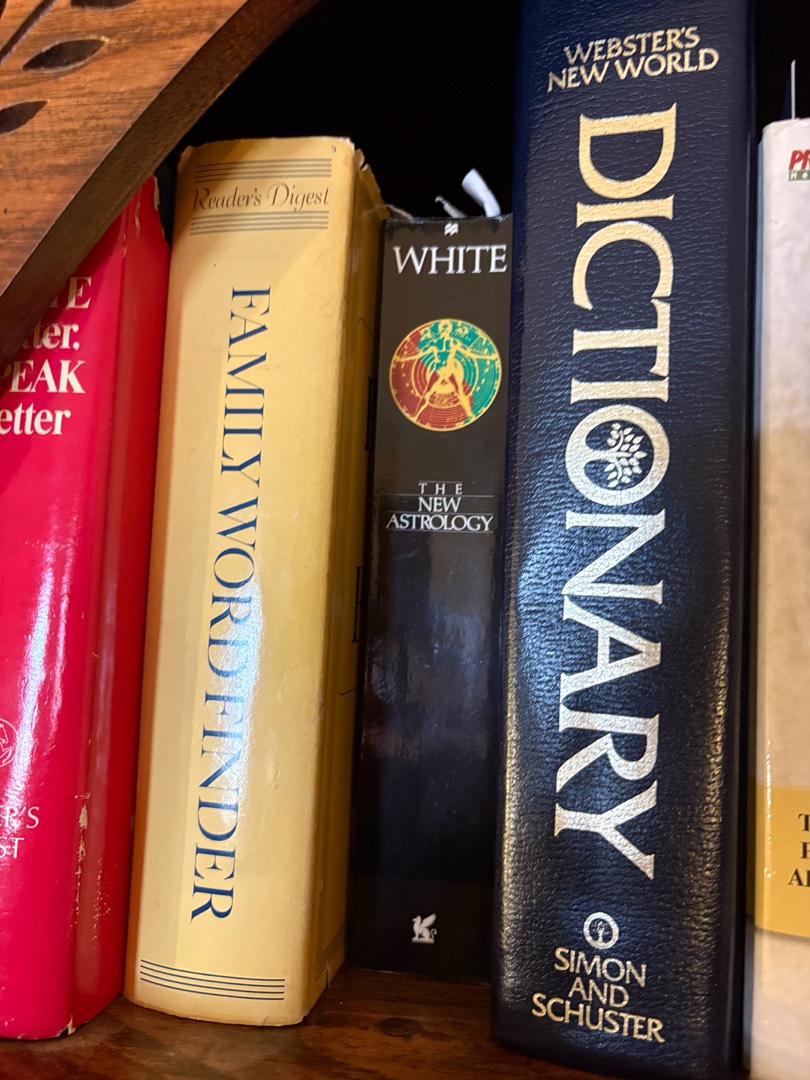 etter
PEAK
Reader's Digest
FAMILY WORD FINDER
WHITE
THE
NEW
ASTROLOGY
WEBSTER'S
NEW WORLD
DICTIONARY
SIMON
AND
SCHUSTER